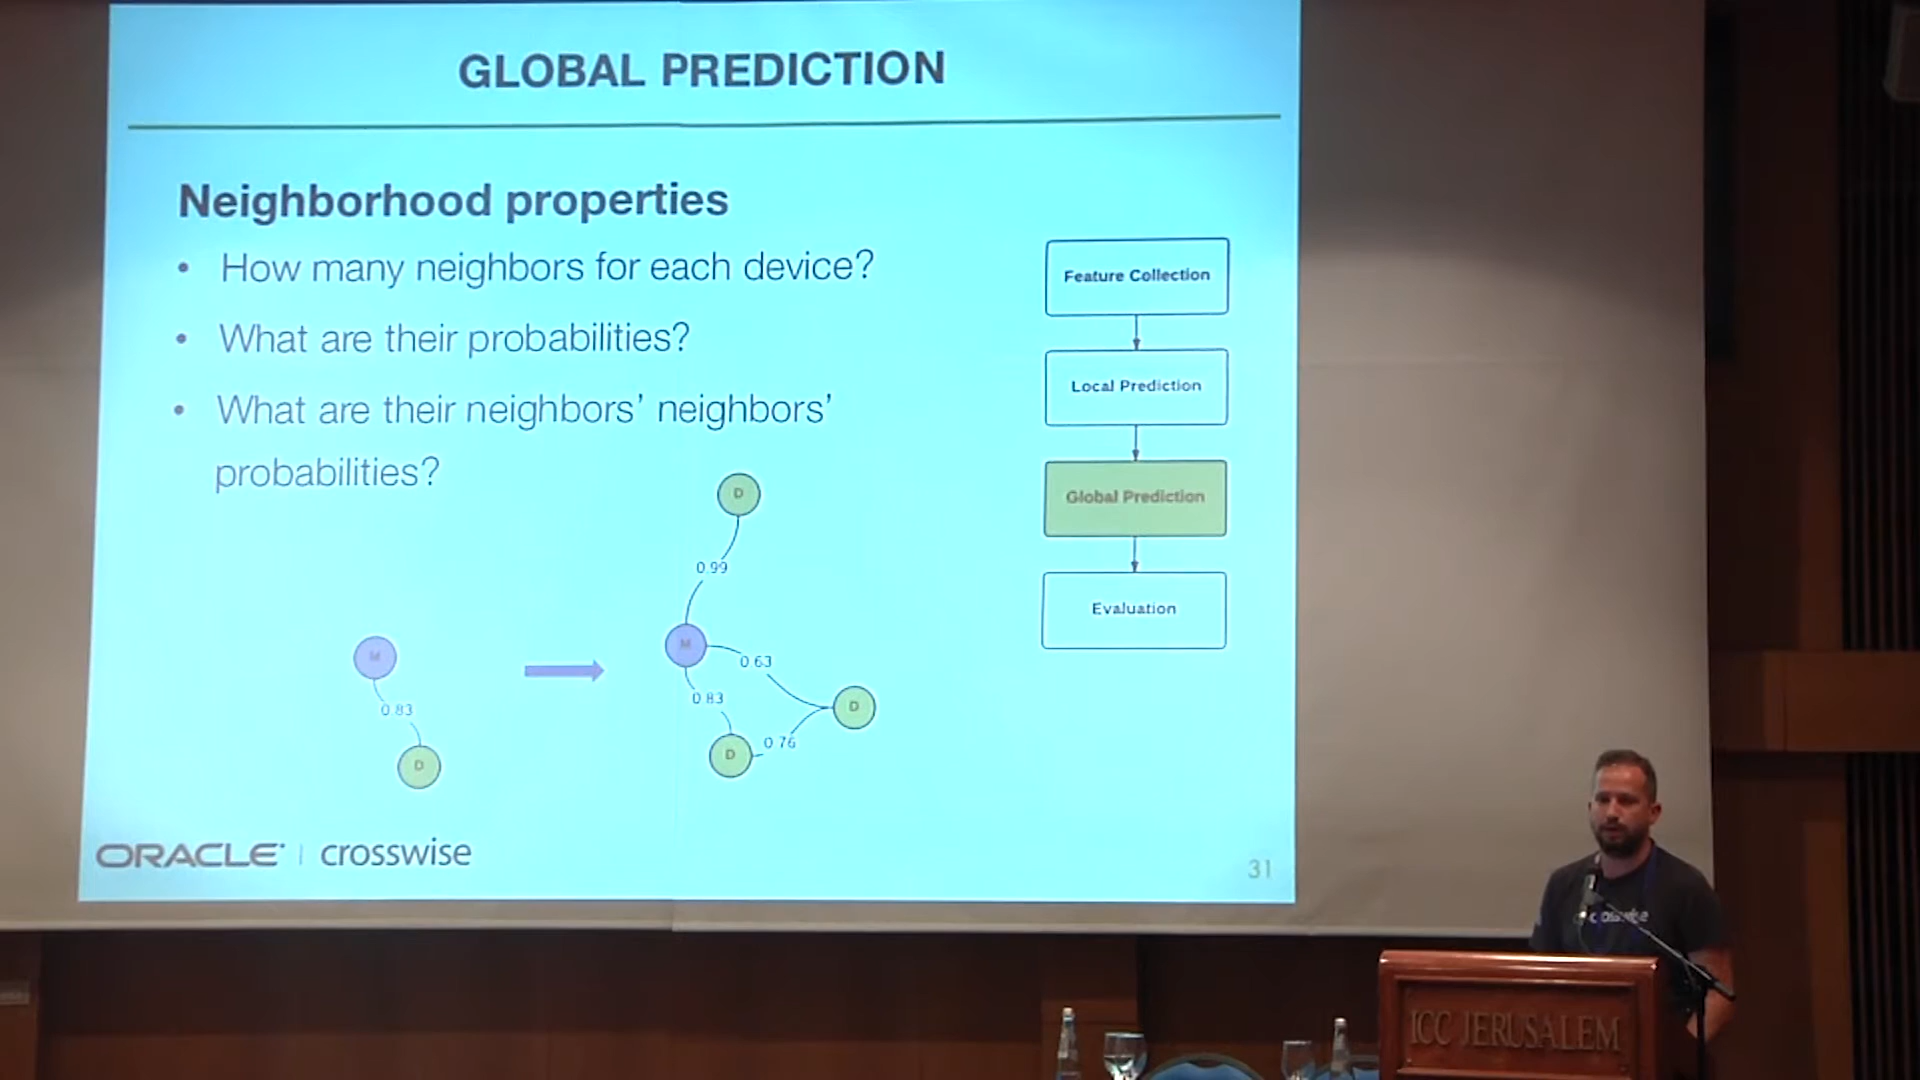 GLOBAL PREDICTION
Neighborhood properties
• How many neighbors for each device?
• What are their probabilities?
• What are their neighbors’ neighbors’
probabilities?
Feature Collection
Local Prediction
Global Prediction
Evaluation
D
0.99
M
0.63
0.83
D
0.76
D
M
0.83
D
ORACLE | crosswise
31
crosswise
ICC JERUSALEM